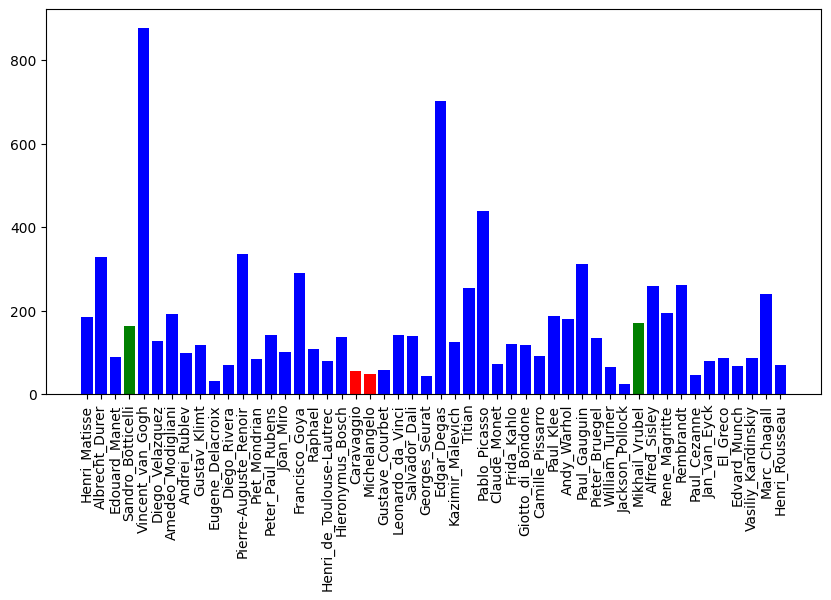 800
600
400
200
0
Henri_Matisse
Albrecht_Durer
Edouard_Manet
Sandro_Botticelli
Vincent_van_Gogh
Diego_Velazquez
Amedeo_Modigliani
Andrei_Rublev
Gustav_Klimt
Eugene_Delacroix
Diego_Rivera
Pierre-Auguste_Renoir
Piet_Mondrian
Peter_Paul_Rubens
Joan_Miro
Francisco_Goya
Raphael
Henri_de_Toulouse-Lautrec
Hieronymus_Bosch
Caravaggio
Michelangelo
Gustave_Courbet
Leonardo_da_Vinci
Salvador_Dali
Georges_Seurat
Edgar_Degas
Kazimir_Malevich
Titian
Pablo_Picasso
Claude_Monet
Frida_Kahlo
Giotto_di_Bondone
Camille_Pissarro
Paul_Klee
Andy_Warhol
Paul_Gauguin
Pieter_Bruegel
William_Turner
Jackson_Pollock
Mikhail_Vrubel
Alfred_Sisley
Rene_Magritte
Rembrandt
Paul_Cezanne
Jan_van_Eyck
El_Greco
Edvard_Munch
Vasiliy_Kandinskiy
Marc_Chagall
Henri_Rousseau